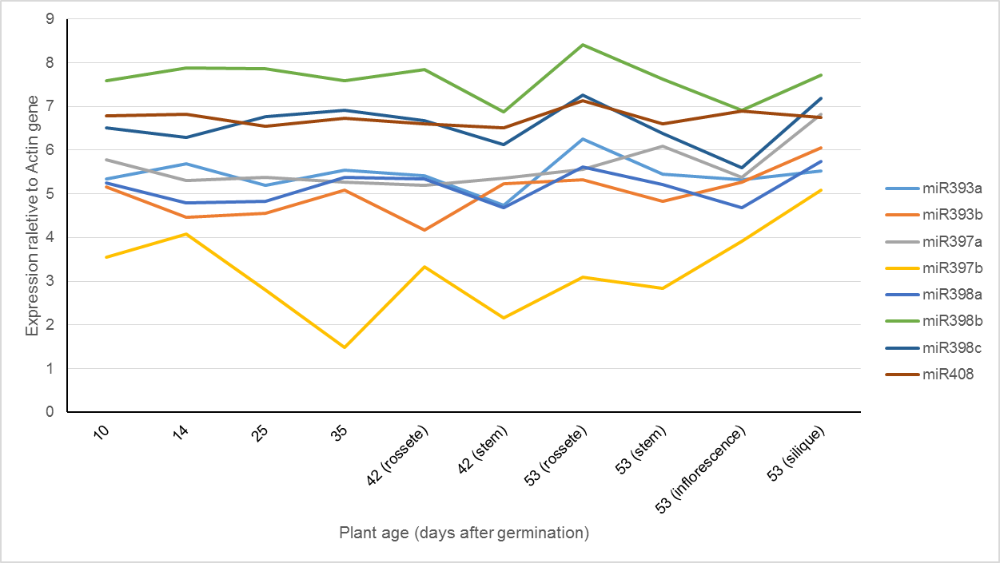 Expression raletive to Actin gene
9
8
7
6
5
4
3
2
1
0
10
14
25
35
42 (rossete)
42 (stem)
53 (rossete)
53 (stem)
53 (inflorescence)
53 (silique)
Plant age (days after germination)
miR393a
miR393b
miR397a
miR397b
miR398a
miR398b
miR398c
miR408